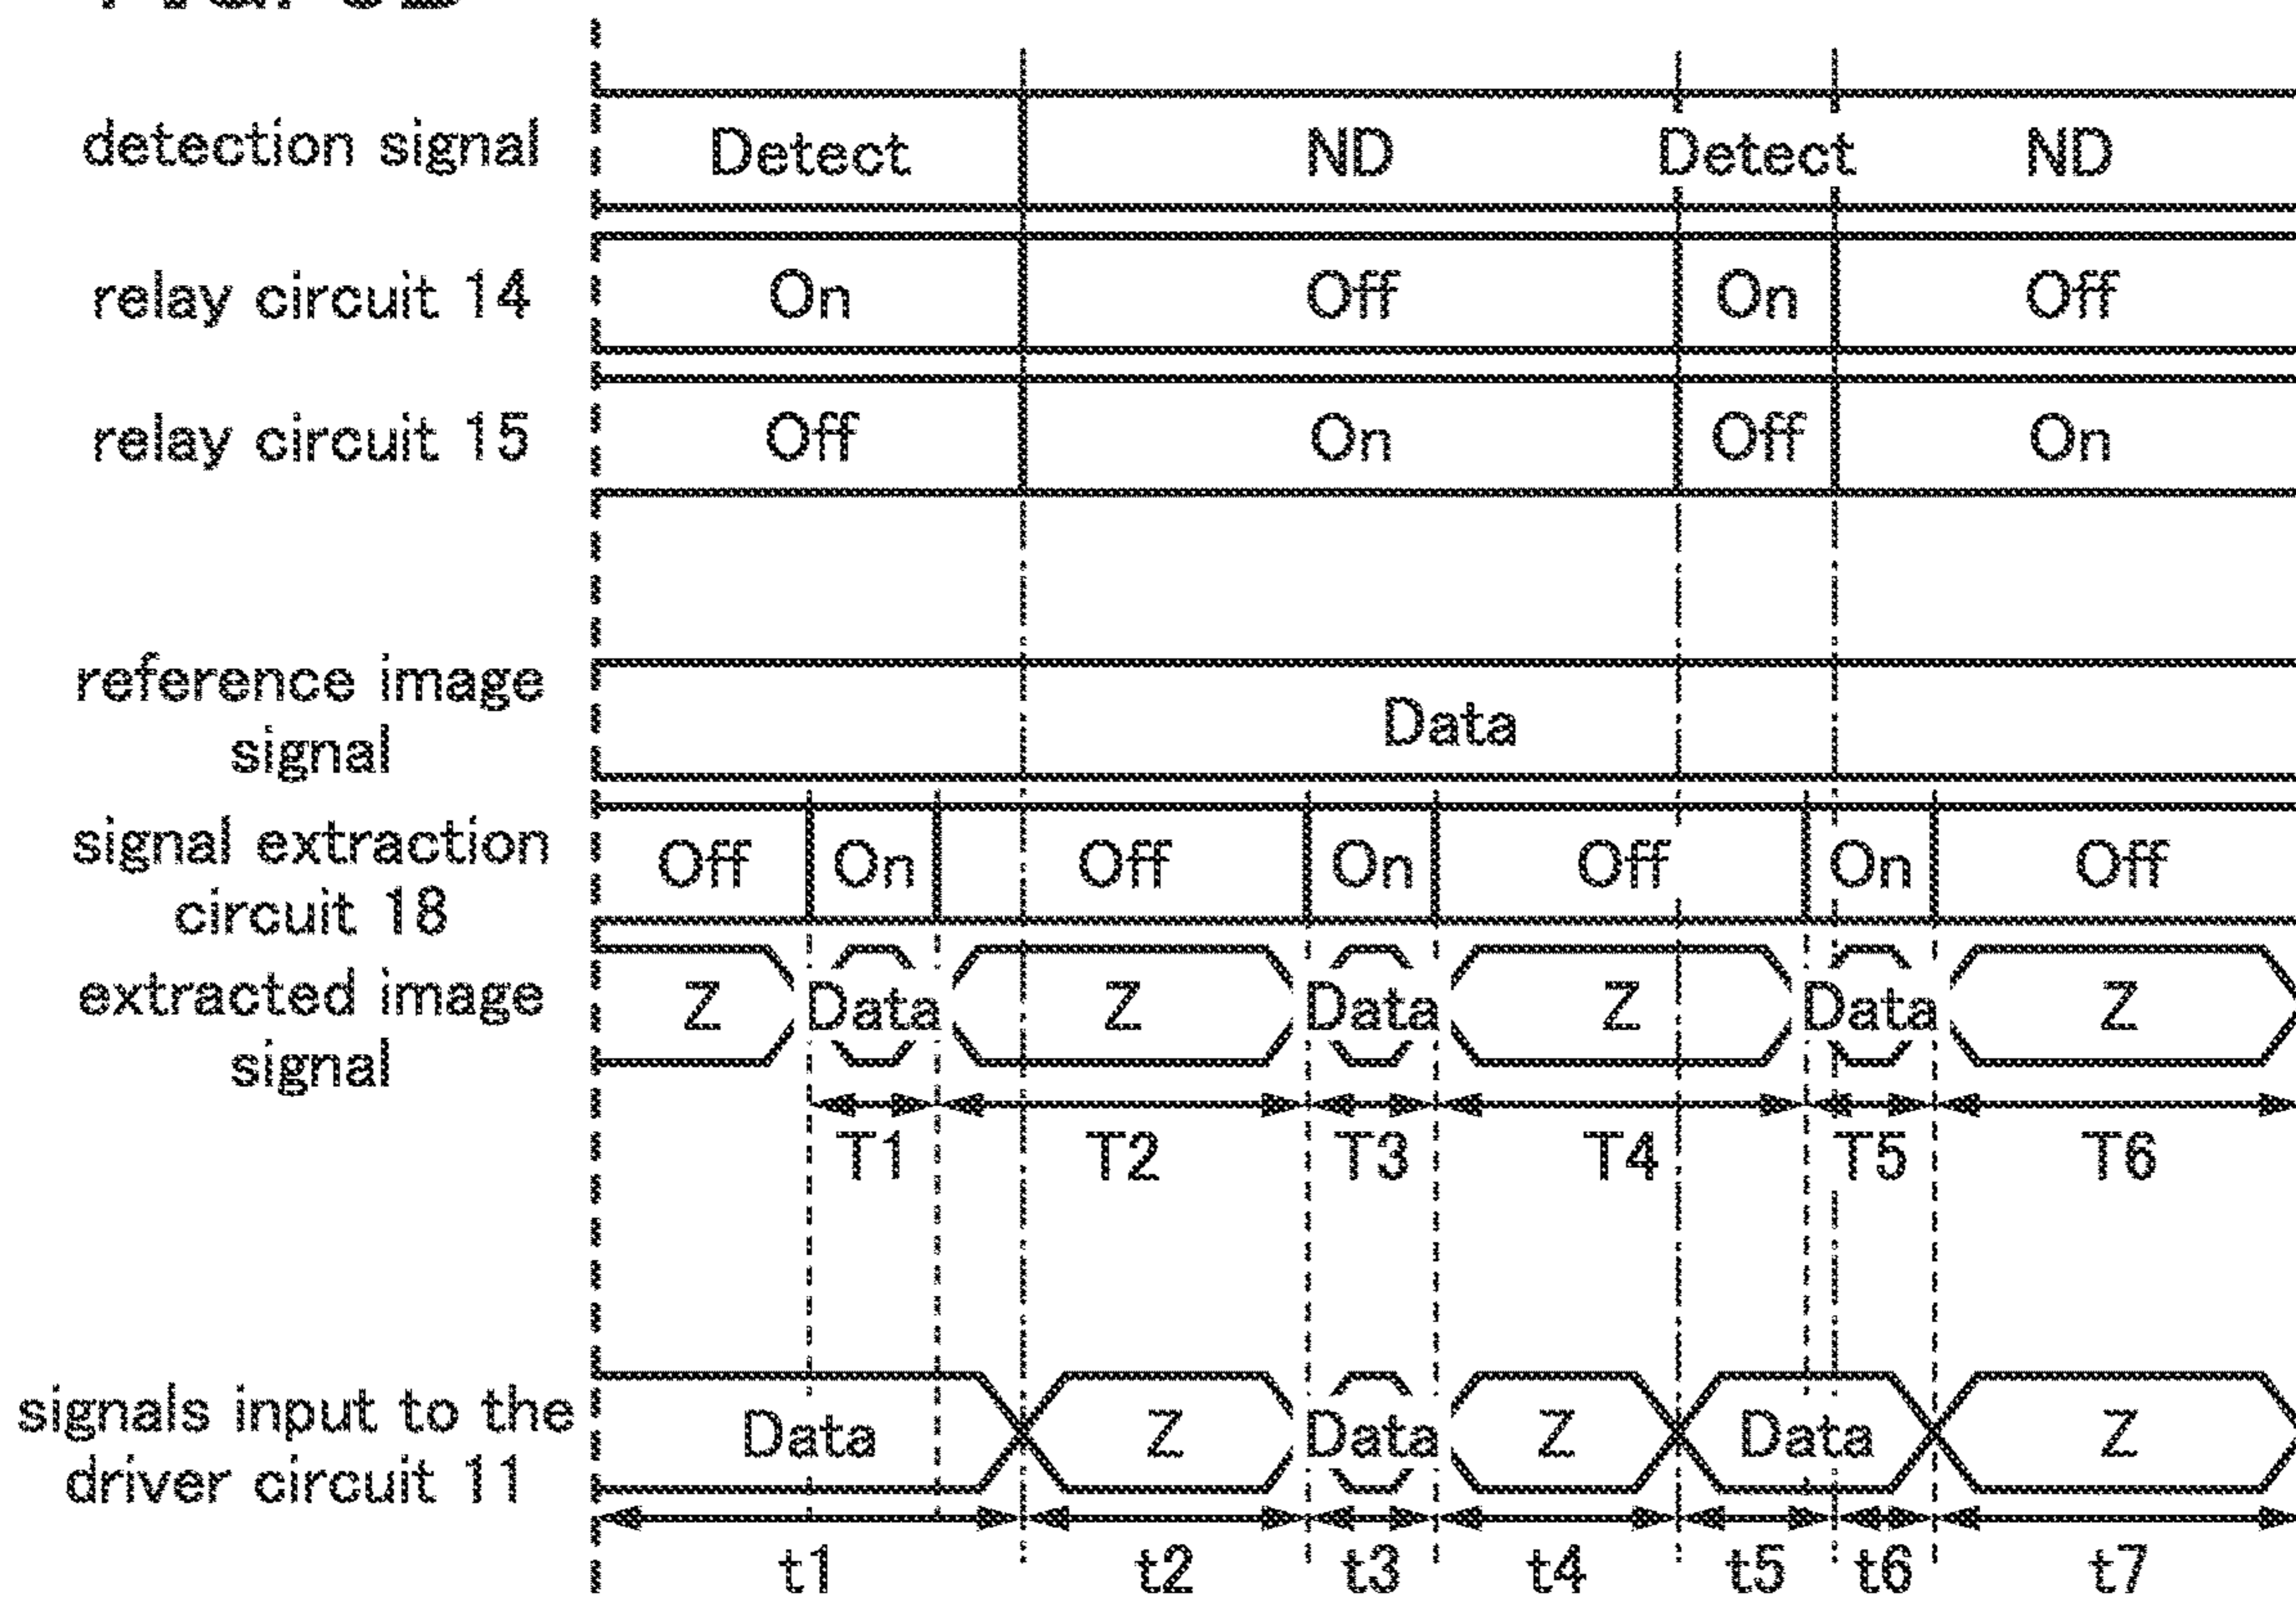 detection signal Detect ND Detect ND
relay circuit 14 On Off On Off
relay circuit 15 Off On Off On
reference image
signal
Data
signal extraction
circuit 18
Off On Off On Off On Off
extracted image
signal
Z Data Z Data Z Data Z
T1 T2 T3 T4 T5 T6
signals input to the
driver circuit 11
Data Z Data Z Data Z
t1 t2 t3 t4 t5 t6 t7